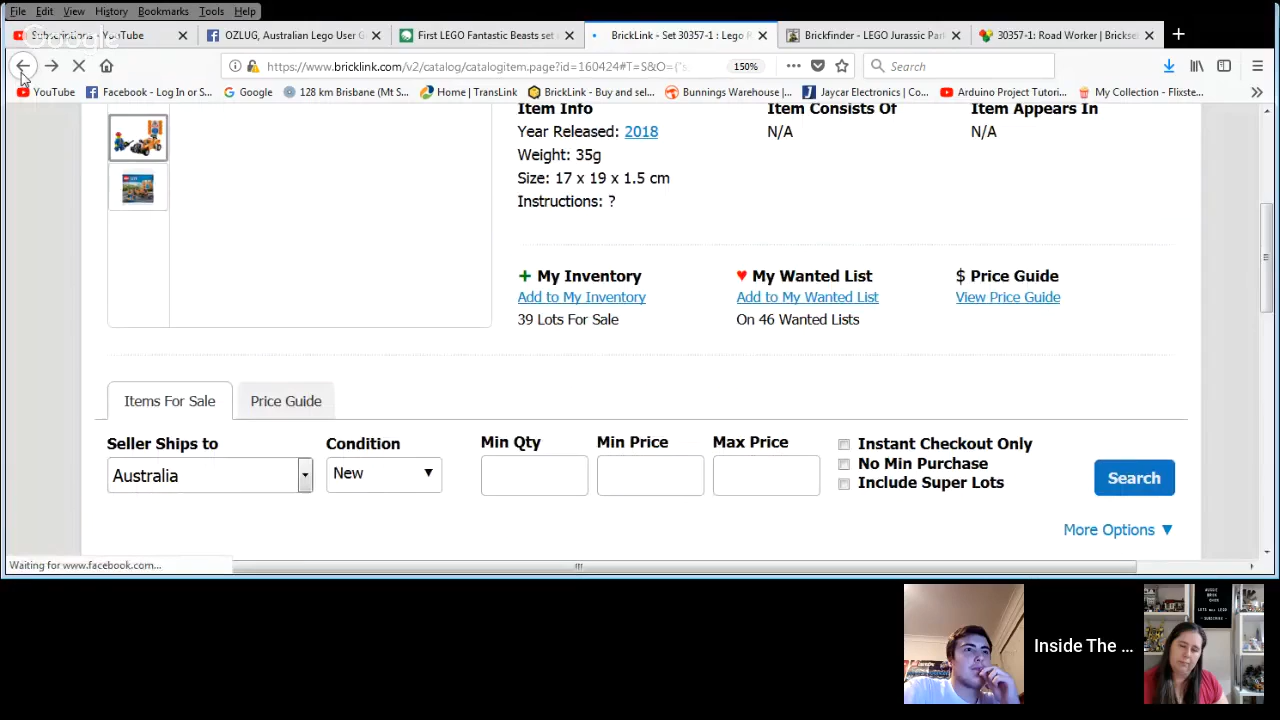 File Edit View History Bookmarks Tools Help
Google
YouTube
OZLUG, Australian Lego User G
First LEGO Fantastic Beasts set
BrickLink - Set 30357-1 : Lego R
Brickfinder - LEGO Jurassic Park
30357-1: Road Worker | Brickse
https://www.bricklink.com/v2/catalog/catalogitem.page?id=160424#T=S&O={"s
150%
Search
YouTube
Facebook - Log In or S...
Google
128 km Brisbane (Mt S...
Home | TransLink
BrickLink - Buy and sel...
Bunnings Warehouse |...
Jaycar Electronics | Co...
Arduino Project Tutori...
My Collection - Flixste...
Item Info
Item Consists Of
Item Appears In
Year Released: 2018
N/A
N/A
Weight: 35g
Size: 17 x 19 x 1.5 cm
Instructions: ?
My Inventory
My Wanted List
$ Price Guide
Add to My Inventory
Add to My Wanted List
View Price Guide
39 Lots For Sale
On 46 Wanted Lists
Items For Sale
Price Guide
Seller Ships to
Condition
Min Qty
Min Price
Max Price
Instant Checkout Only
No Min Purchase
Include Super Lots
Australia
New
Search
More Options
Waiting for www.facebook.com...
Inside The ...